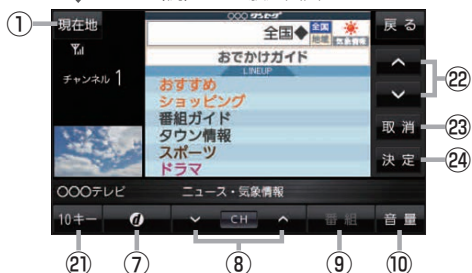 ① 現在地
○○○ ワンセグ
戻る
全国◆ 全国 地域 気象情報
おでかけガイド
チャンネル 1
LINEUP
おすすめ
ショッピング
番組ガイド
タウン情報
スポーツ
ドラマ
㉒
取消 ㉓
決定 ㉔
○○○テレビ ニュース・気象情報
10キー d CH 番組 音量
㉑ ⑦ ⑧ ⑨ ⑩